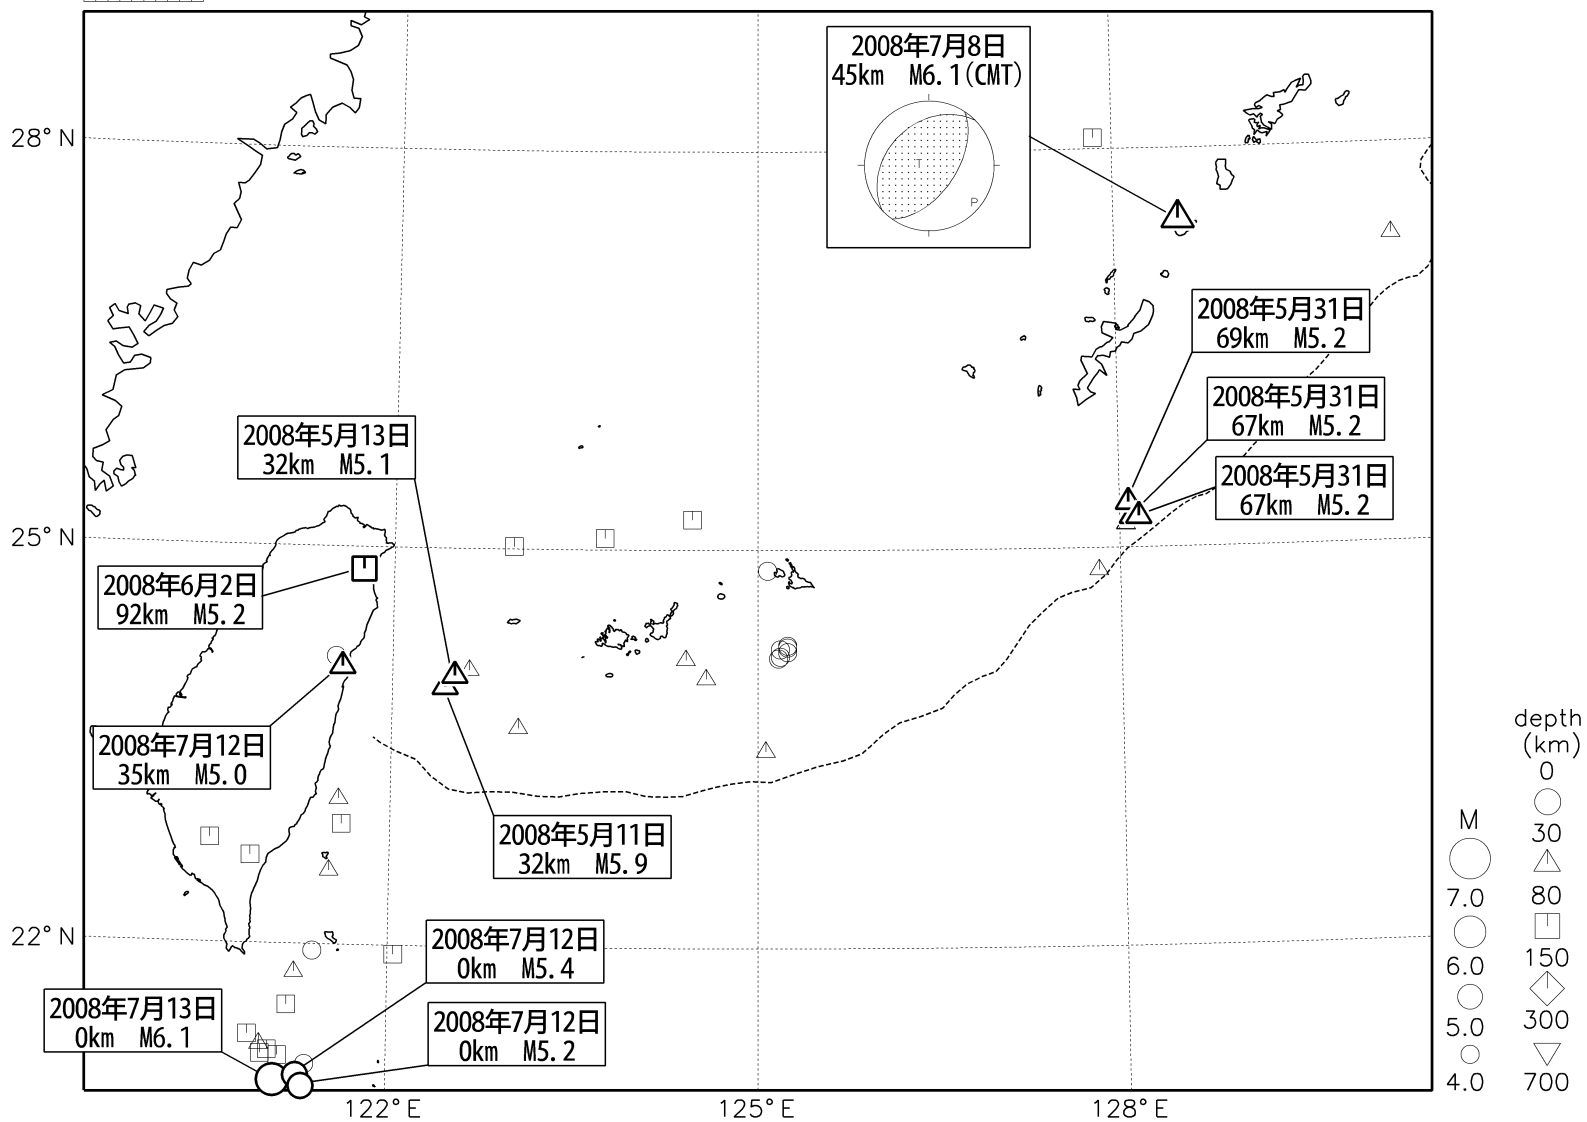 2008年7月8日
45km M6.1(CMT)
T
P
28°N
2008年5月31日
69km M5.2
2008年5月31日
67km M5.2
2008年5月13日
32km M5.1
2008年5月31日
67km M5.2
25°N
2008年6月2日
92km M5.2
2008年7月12日
35km M5.0
2008年5月11日
32km M5.9
22°N
2008年7月12日
0km M5.4
2008年7月13日
0km M6.1
2008年7月12日
0km M5.2
122°E
125°E
128°E
M
7.0
6.0
5.0
4.0
depth
(km)
0
30
80
150
300
700